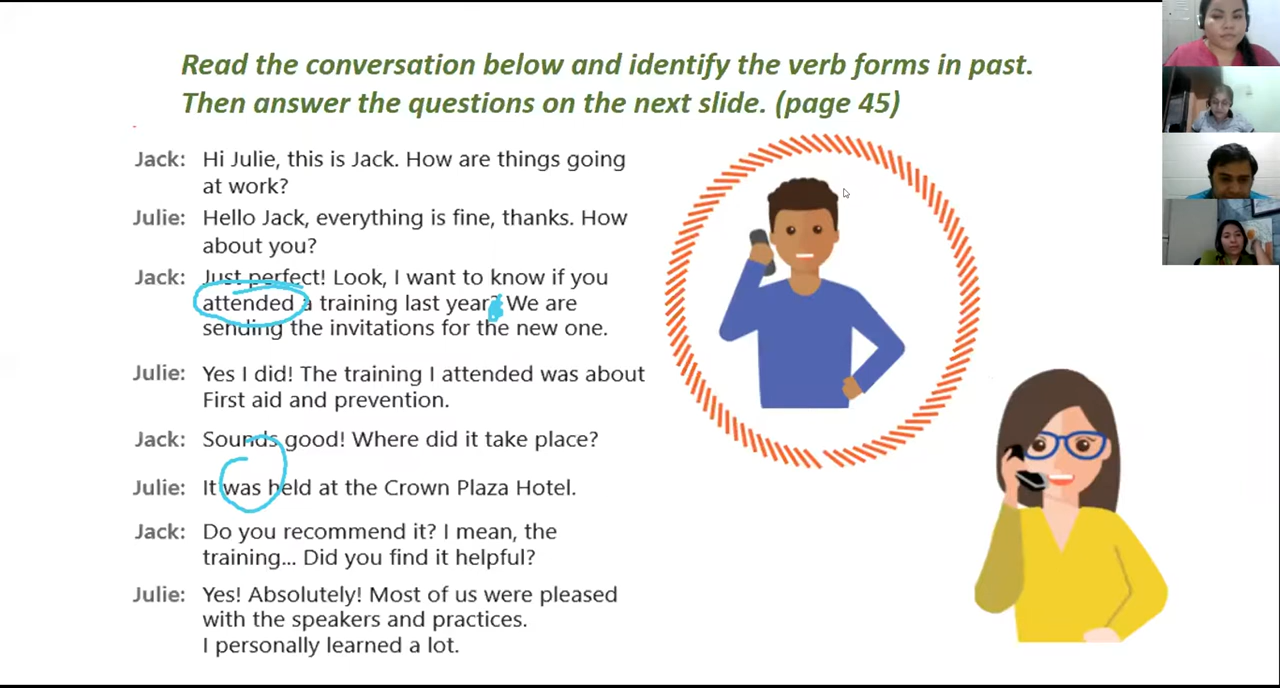 Read the conversation below and identify the verb forms in past.
Then answer the questions on the next slide. (page 45)
Jack: Hi Julie, this is Jack. How are things going
at work?
Julie: Hello Jack, everything is fine, thanks. How
about you?
Jack: Just perfect! Look, I want to know if you
attended a training last year? We are
sending the invitations for the new one.
Julie: Yes I did! The training I attended was about
First aid and prevention.
Jack: Sounds good! Where did it take place?
Julie: It was held at the Crown Plaza Hotel.
Jack: Do you recommend it? I mean, the
training... Did you find it helpful?
Julie: Yes! Absolutely! Most of us were pleased
with the speakers and practices.
I personally learned a lot.